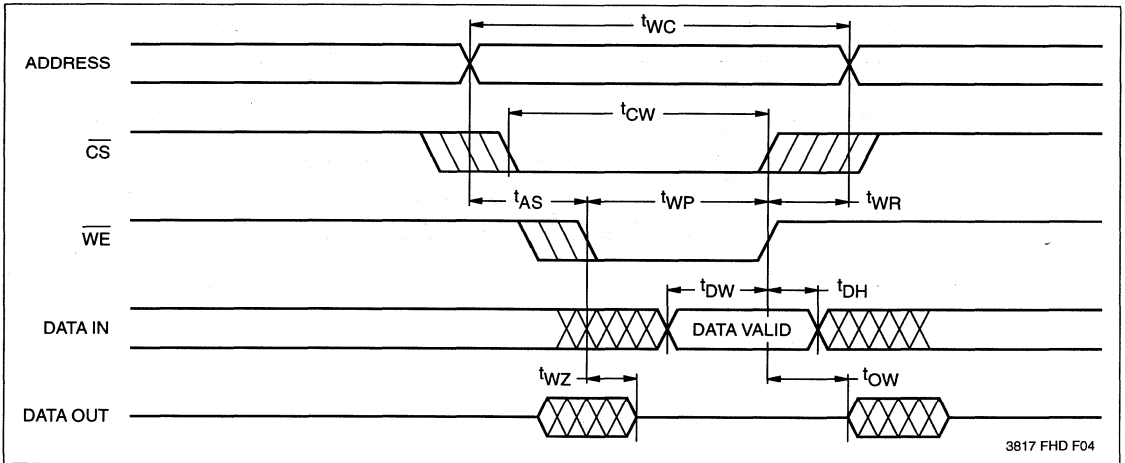 tWC
ADDRESS
tCW
CS
tAS
tWP
tWR
WE
tDW
tDH
DATA IN
DATA VALID
tWZ
tOW
DATA OUT
3817 FHD F04